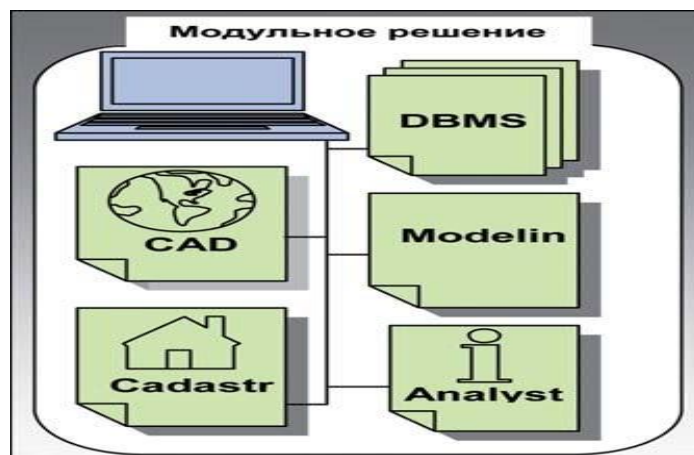 Модульное решение
DBMS
CAD
Modelin
Cadastr
Analyst